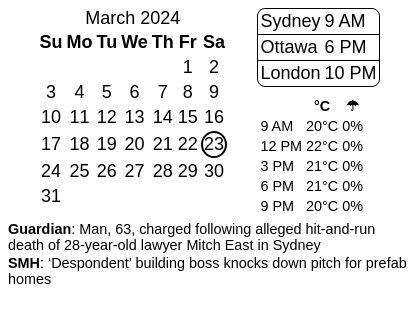 March 2024
Su Mo Tu We Th Fr Sa
1 2
3 4 5 6 7 8 9
10 11 12 13 14 15 16
17 18 19 20 21 22 23
24 25 26 27 28 29 30
31
Sydney 9 AM
Ottawa 6 PM
London 10 PM
°C ☂
9 AM 20°C 0%
12 PM 22°C 0%
3 PM 21°C 0%
6 PM 21°C 0%
9 PM 20°C 0%
Guardian: Man, 63, charged following alleged hit-and-run
death of 28-year-old lawyer Mitch East in Sydney
SMH: ‘Despondent’ building boss knocks down pitch for prefab
homes